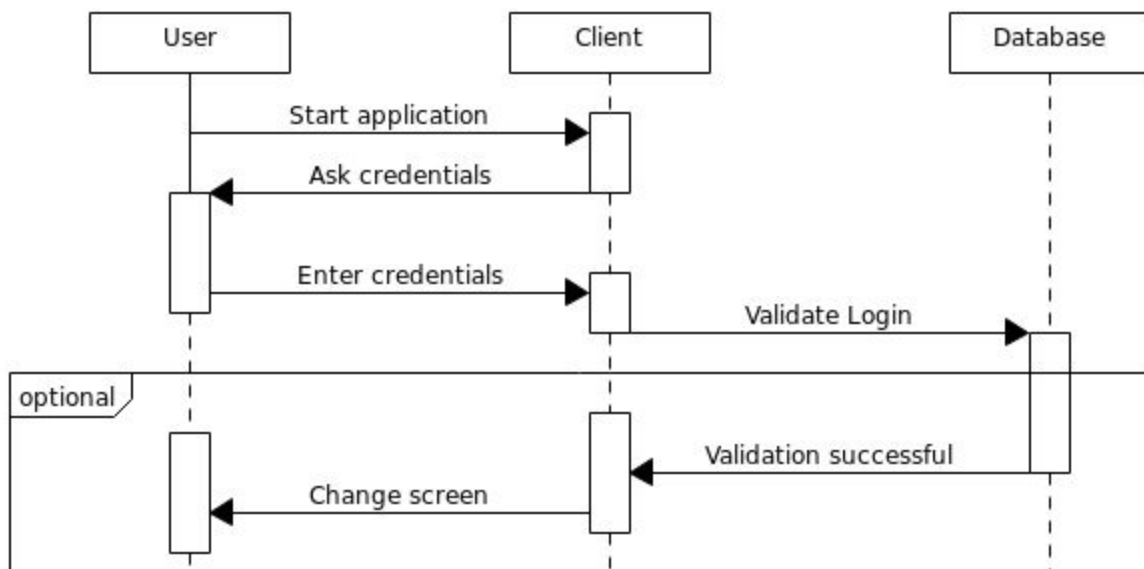 User
Client
Database
Start application
Ask credentials
Enter credentials
Validate Login
optional
Validation successful
Change screen